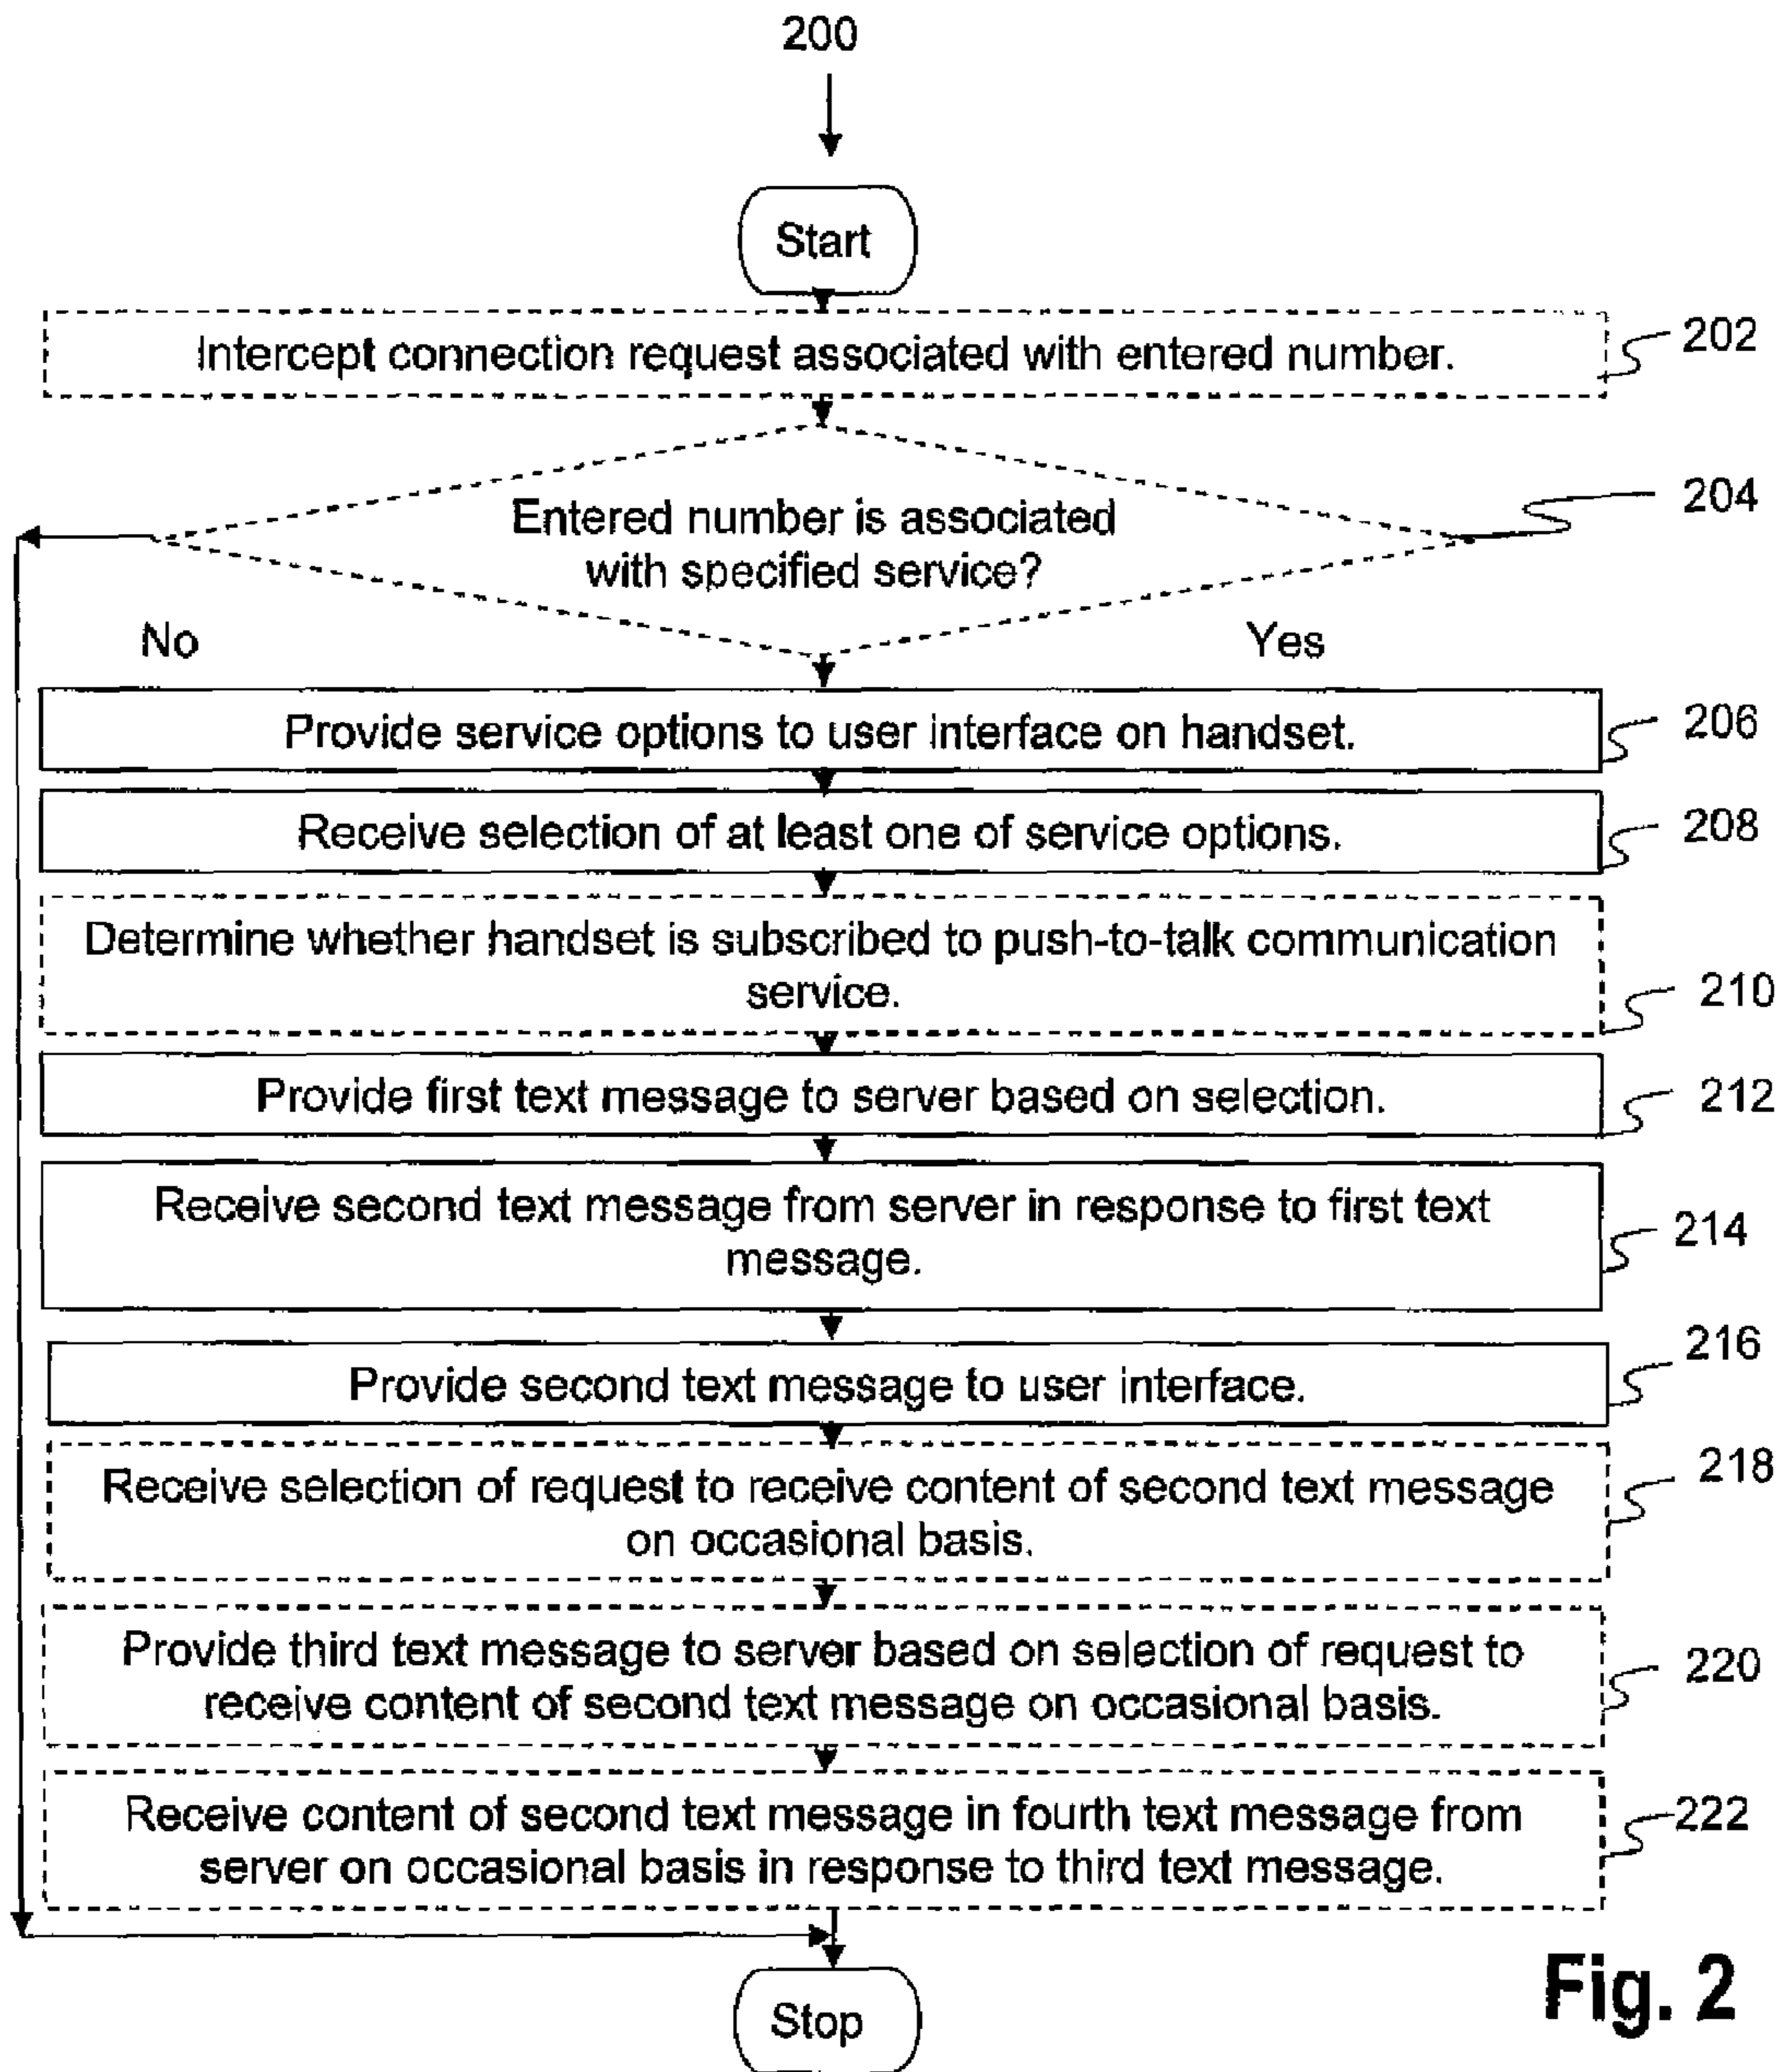 200
Start
Intercept connection request associated with entered number.
202
Entered number is associated
with specified service?
204
No
Yes
Provide service options to user interface on handset.
206
Receive selection of at least one of service options.
208
Determine whether handset is subscribed to push-to-talk communication
service.
210
Provide first text message to server based on selection.
212
Receive second text message from server in response to first text
message.
214
Provide second text message to user interface.
216
Receive selection of request to receive content of second text message
on occasional basis.
218
Provide third text message to server based on selection of request to
receive content of second text message on occasional basis.
220
Receive content of second text message in fourth text message from
server on occasional basis in response to third text message.
222
Stop
Fig. 2